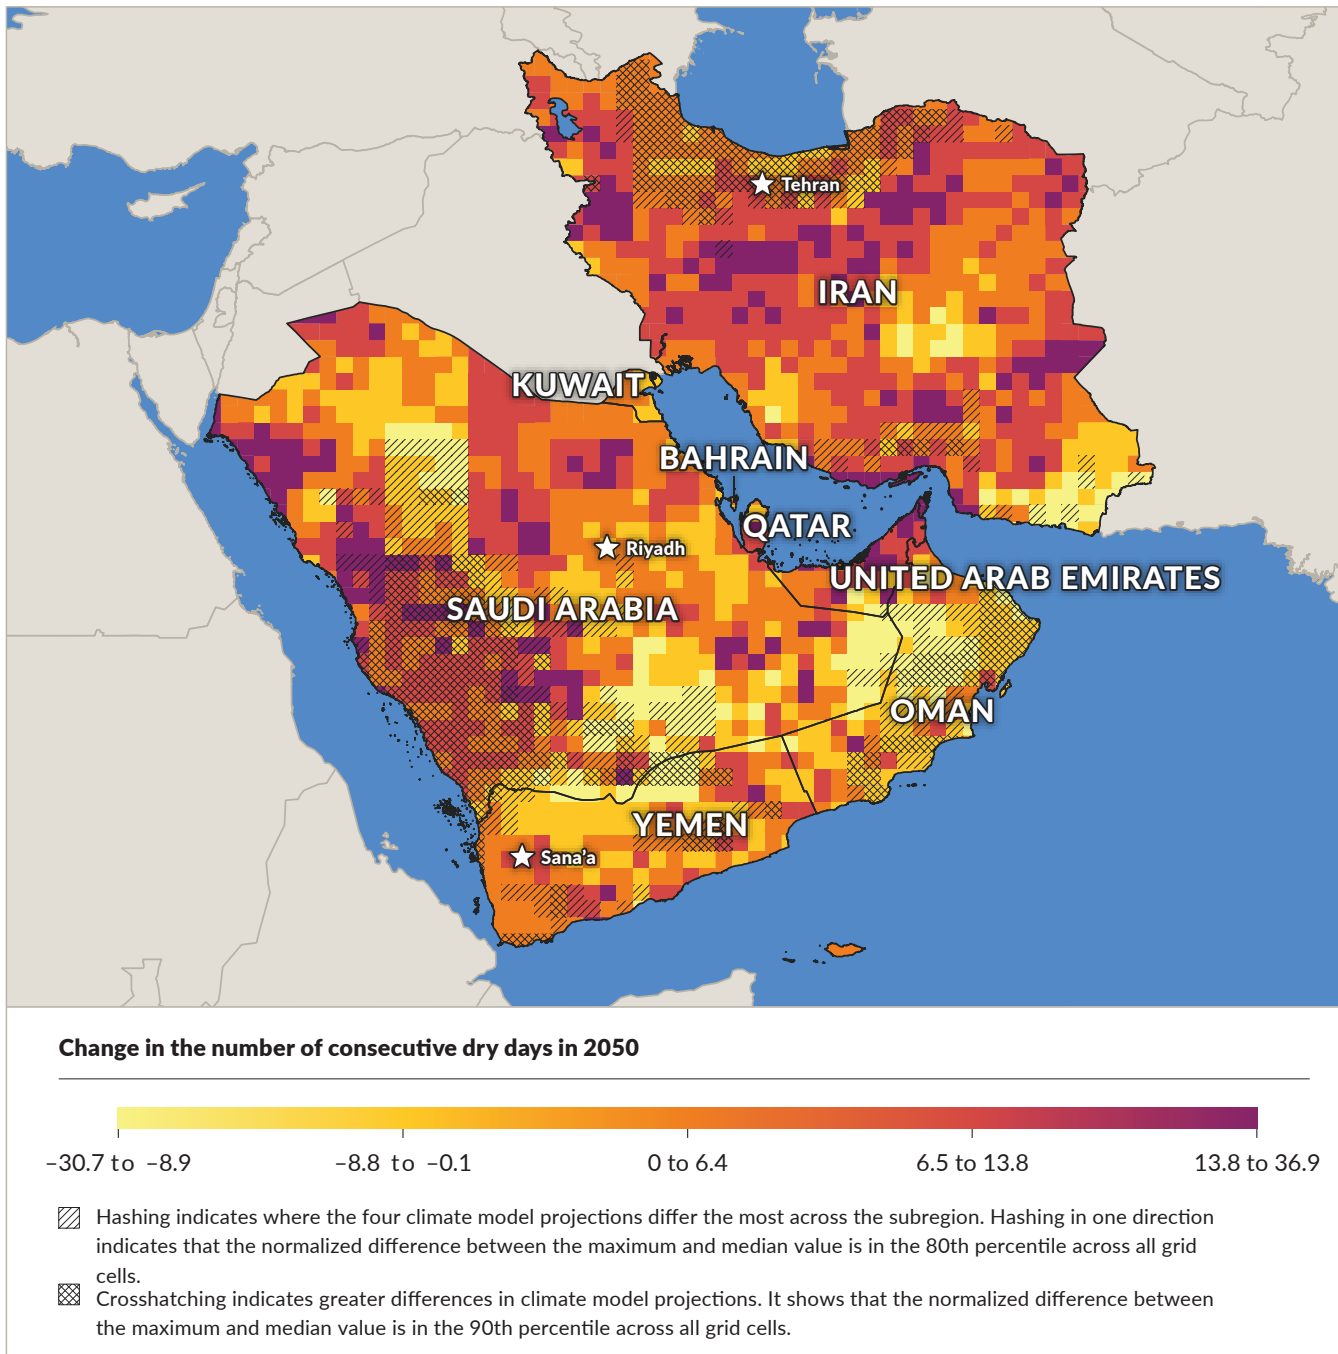 Tehran
IRAN
KUWAIT
BAHRAIN
QATAR
Riyadh
UNITED ARAB EMIRATES
SAUDI ARABIA
OMAN
YEMEN
Sana’a
Change in the number of consecutive dry days in 2050
−30.7 to −8.9
−8.8 to −0.1
0 to 6.4
6.5 to 13.8
13.8 to 36.9
Hashing indicates where the four climate model projections differ the most across the subregion. Hashing in one direction
indicates that the normalized difference between the maximum and median value is in the 80th percentile across all grid
cells.
Crosshatching indicates greater differences in climate model projections. It shows that the normalized difference between
the maximum and median value is in the 90th percentile across all grid cells.